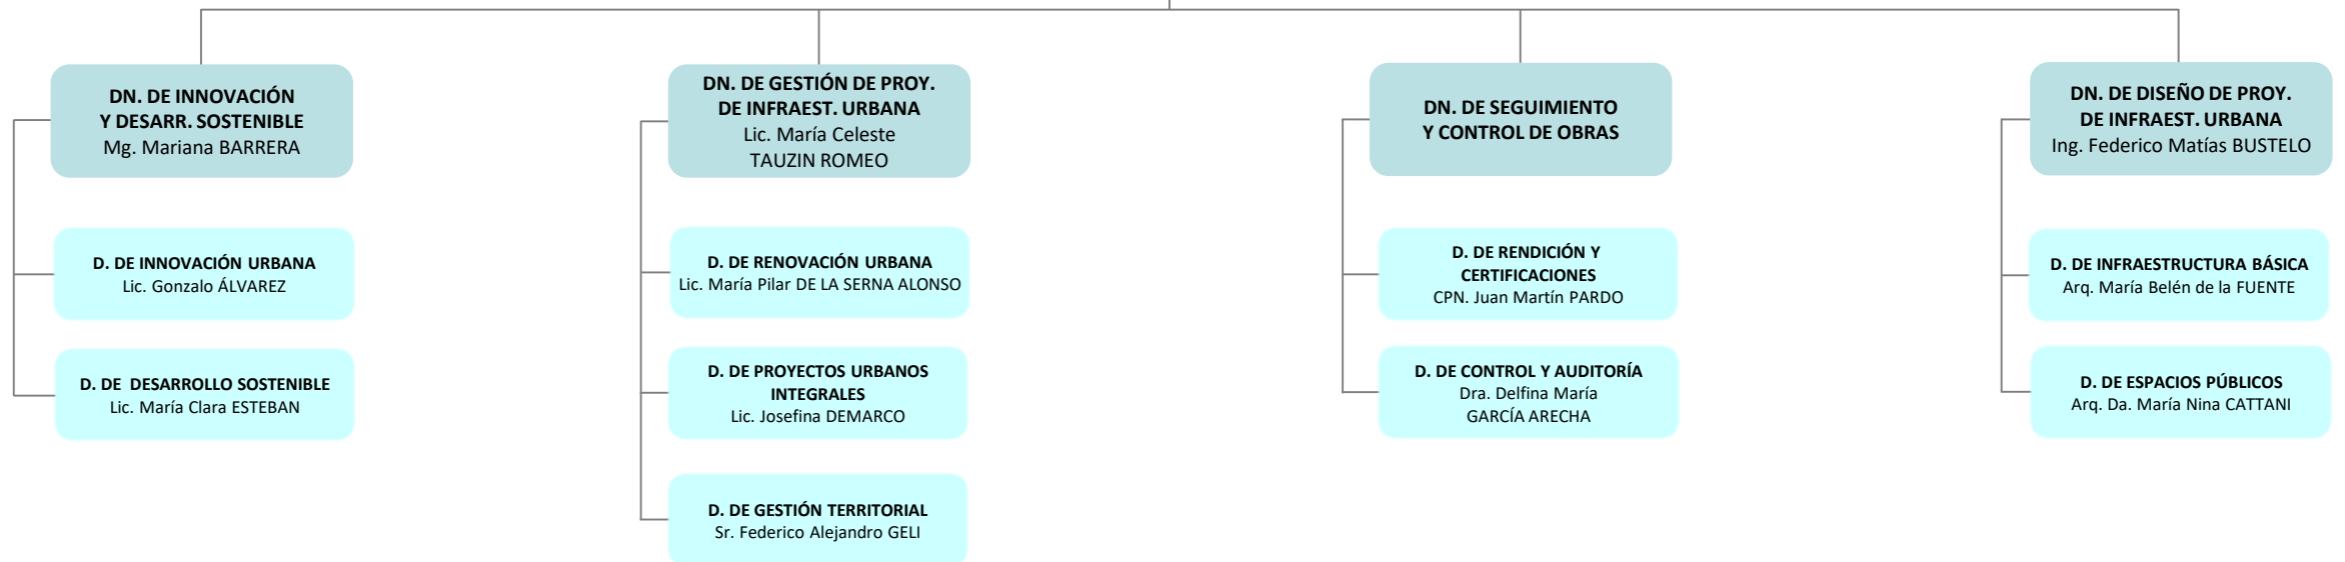 DN. DE INNOVACIÓN
Y DESARR. SOSTENIBLE
Mg. Mariana BARRERA
D. DE INNOVACIÓN URBANA
Lic. Gonzalo ÁLVAREZ
D. DE DESARROLLO SOSTENIBLE
Lic. María Clara ESTEBAN
DN. DE GESTIÓN DE PROY.
DE INFRAEST. URBANA
Lic. María Celeste
TAUZIN ROMEO
D. DE RENOVACIÓN URBANA
Lic. María Pilar DE LA SERNA ALONSO
D. DE PROYECTOS URBANOS
INTEGRALES
Lic. Josefina DEMARCO
D. DE GESTIÓN TERRITORIAL
Sr. Federico Alejandro GELI
DN. DE SEGUIMIENTO
Y CONTROL DE OBRAS
D. DE RENDICIÓN Y
CERTIFICACIONES
CPN. Juan Martín PARDO
D. DE CONTROL Y AUDITORÍA
Dra. Delfina María
GARCÍA ARECHA
DN. DE DISEÑO DE PROY.
DE INFRAEST. URBANA
Ing. Federico Matías BUSTELO
D. DE INFRAESTRUCTURA BÁSICA
Arq. María Belén de la FUENTE
D. DE ESPACIOS PÚBLICOS
Arq. Da. María Nina CATTANI